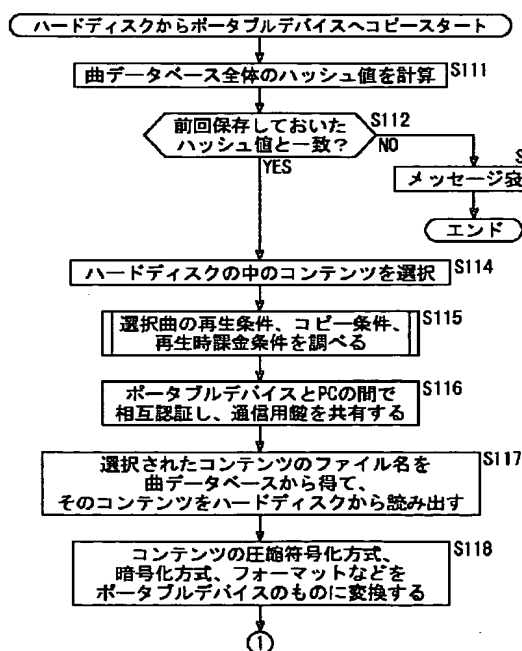 ハードディスクからポータブルデバイスへコピースタート
曲データベース全体のハッシュ値を計算
S111
前回保存しておいた
ハッシュ値と一致?
S112
NO
YES
S
メッセージ
エンド
ハードディスクの中のコンテンツを選択
S114
選択曲の再生条件、コピー条件、
再生時課金条件を調べる
S115
ポータブルデバイスとPCの間で
相互認証し、通信用鍵を共有する
S116
選択されたコンテンツのファイル名を
曲データベースから得て、
そのコンテンツをハードディスクから読み出す
S117
コンテンツの圧縮符号化方式、
暗号化方式、フォーマットなどを
ポータブルデバイスのものに変換する
S118
1